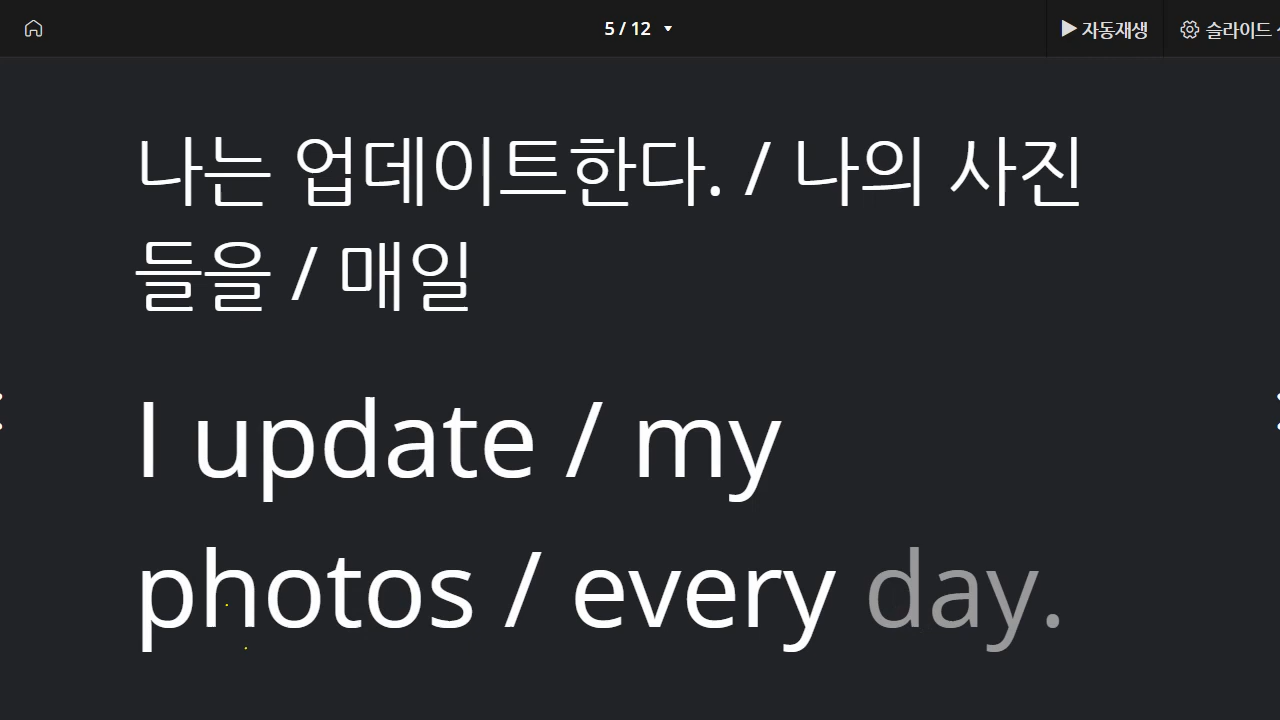 5 / 12
자동재생
슬라이드
나는 업데이트한다. / 나의 사진
들을 / 매일
I update / my
photos / every day.